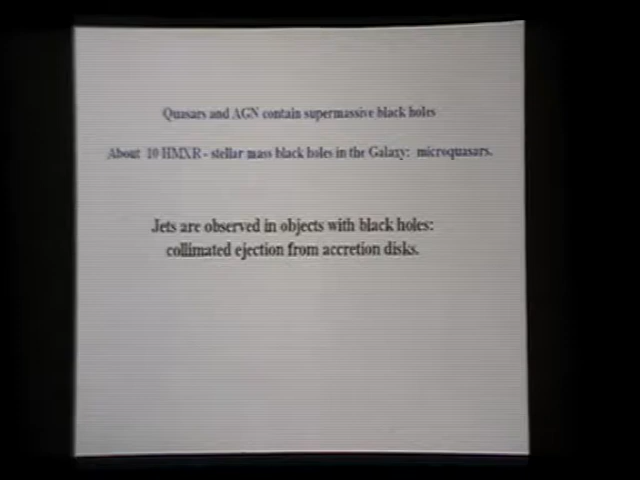 Quasars and AGN contain supermassive black holes
About 10 HMXR - stellar mass black holes in the Galaxy: microquasars.
Jets are observed in objects with black holes:
collimated ejection from accretion disks.